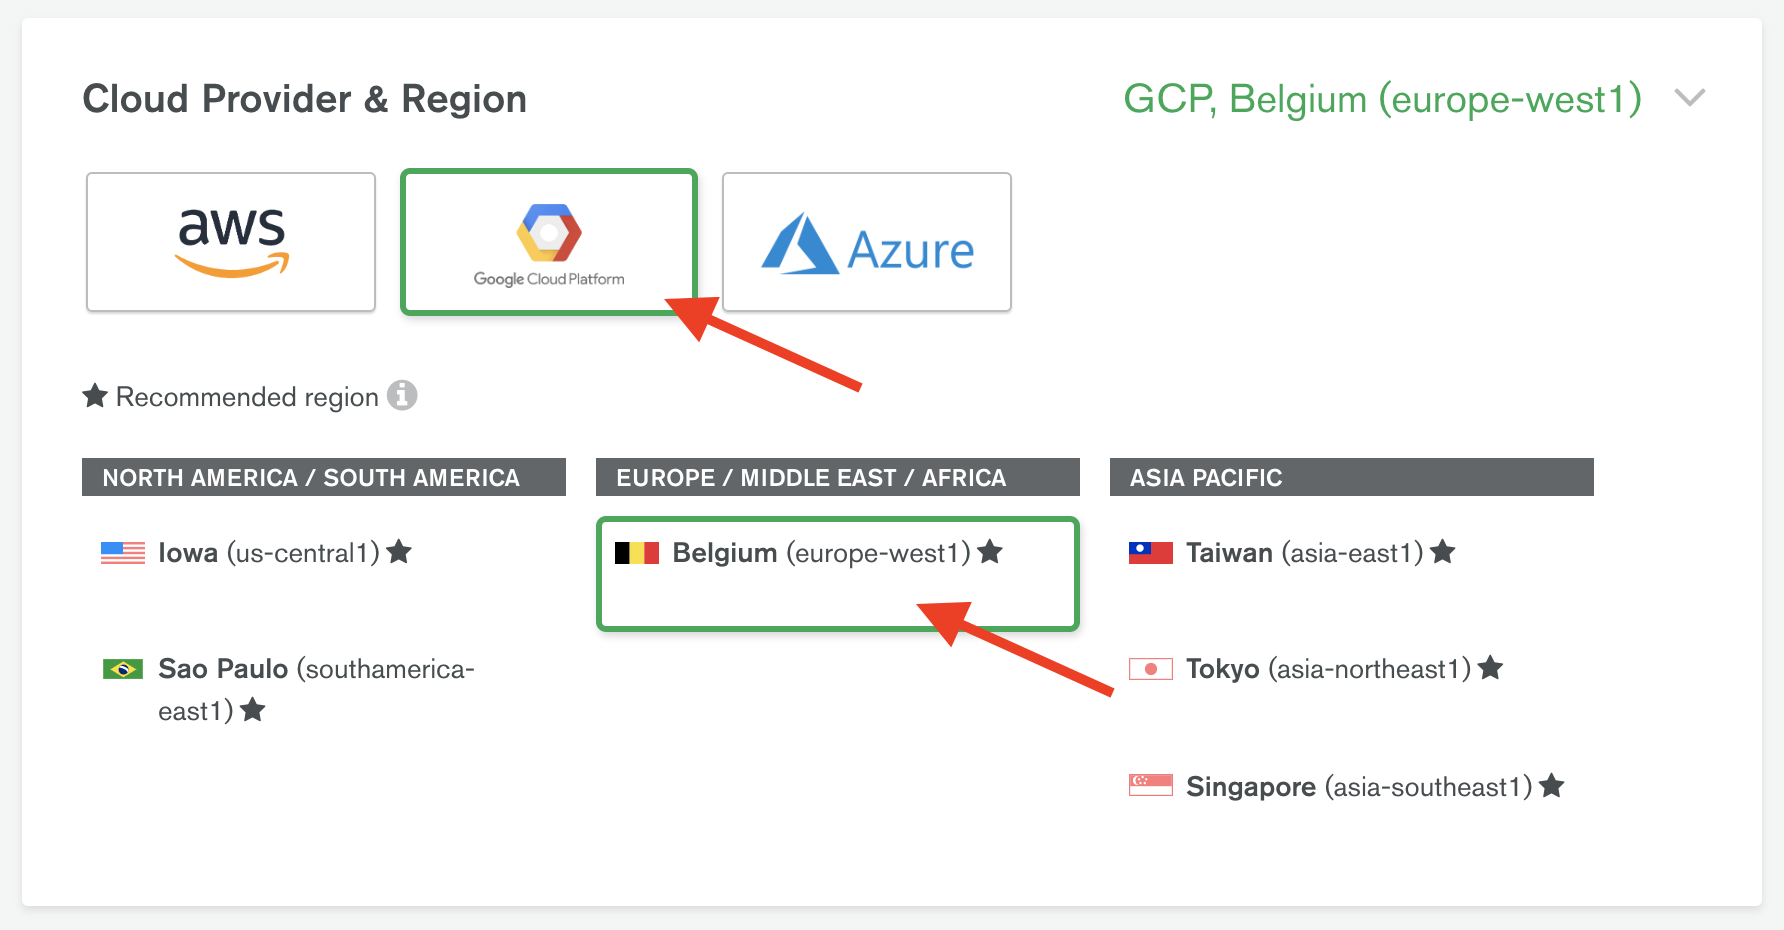 Cloud Provider & Region
GCP, Belgium (europe-west1)
aws
Google Cloud Platform
Azure
Recommended region
NORTH AMERICA / SOUTH AMERICA
Iowa (us-central1)
Sao Paulo (southamerica-
east1)
EUROPE / MIDDLE EAST / AFRICA
Belgium (europe-west1)
ASIA PACIFIC
Taiwan (asia-east1)
Tokyo (asia-northeast1)
Singapore (asia-southeast1)